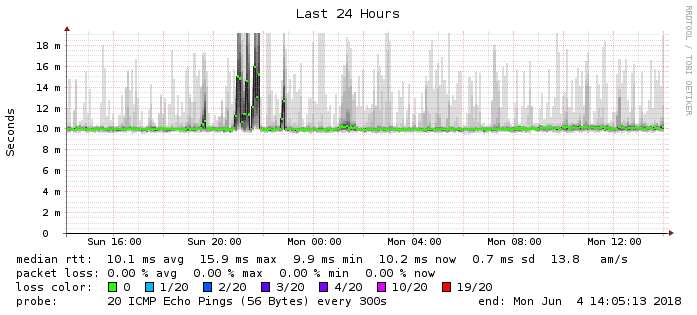 Last 24 Hours
RRDTOOL / TOBI OETIKER
Seconds
18 m
16 m
14 m
12 m
10 m
8 m
6 m
4 m
2 m
0
Sun 16:00 Sun 20:00 Mon 00:00 Mon 04:00 Mon 08:00 Mon 12:00
median rtt: 10.1 ms avg 15.9 ms max 9.9 ms min 10.2 ms now 0.7 ms sd 13.8 am/s
packet loss: 0.00 % avg 0.00 % max 0.00 % min 0.00 % now
loss color: 0 1/20 2/20 3/20 4/20 10/20 19/20
probe: 20 ICMP Echo Pings (56 Bytes) every 300s end: Mon Jun 4 14:05:13 2018